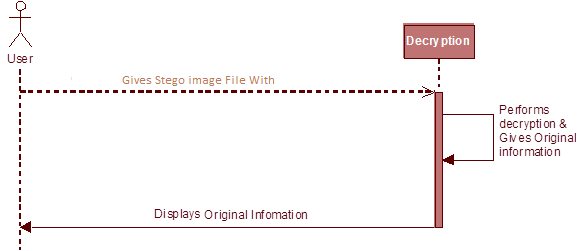 User
Decryption
Gives Stego image File With
Performs
decryption &
Gives Original
information
Displays Original Infomation